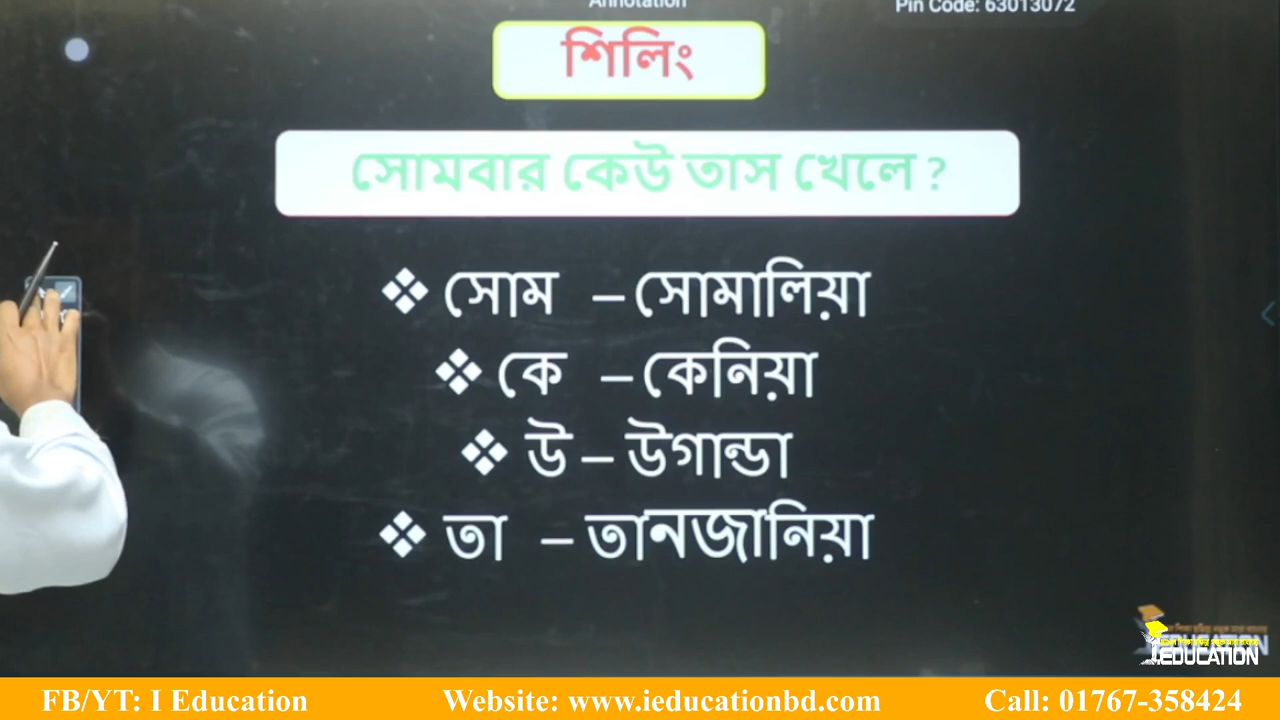 Annotation
Pin Code: 63013072
শিলিং
সোমবার কেউ তাস খেলে ?
❖ সোম – সোমালিয়া
❖ কে – কেনিয়া
❖ উ – উগান্ডা
❖ তা – তানজানিয়া
EDUCATION
FB/YT: I Education Website: www.ieducationbd.com Call: 01767-358424